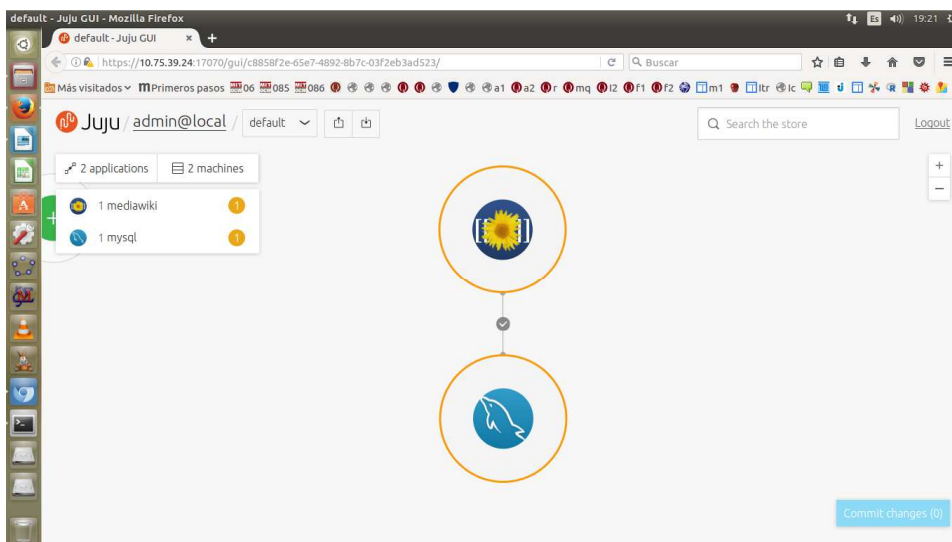 default - Juju GUI - Mozilla Firefox
Es
19:21
default - Juju GUI × +
https://10.75.39.24:17070/gui/c8858f2e-65e7-4892-8b7c-03f2eb3ad523/
Buscar
Más visitados Primeros pasos 06 085 086 a1 a2 r mq l2 f1 f2 m1 ltr lc
Juju / admin@local / default
Search the store
Logout
2 applications 2 machines
1 mediawiki 1
1 mysql 1
[[ ]]
+
−
Commit changes (0)